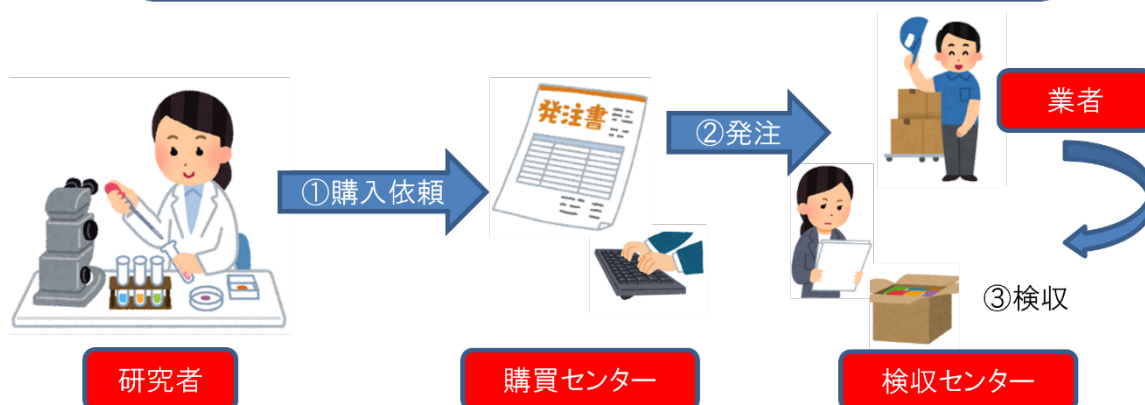 業者
発注書
②発注
①購入依頼
③検収
研究者
購買センター
検収センター